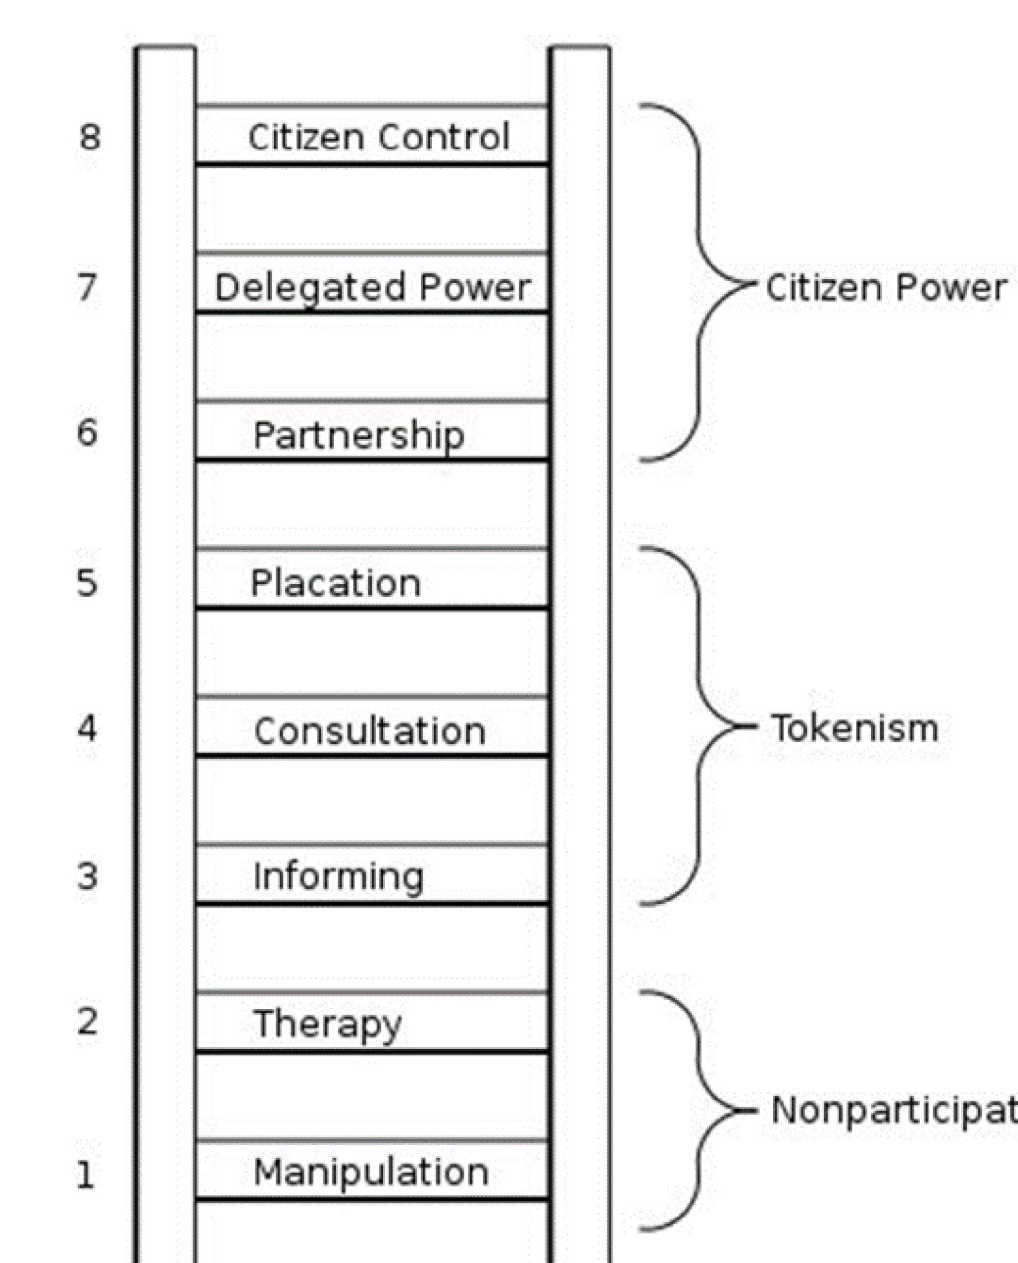 8 Citizen Control
7 Delegated Power
Citizen Power
6 Partnership
5 Placation
4 Consultation
Tokenism
3 Informing
2 Therapy
Nonparticipat
1 Manipulation